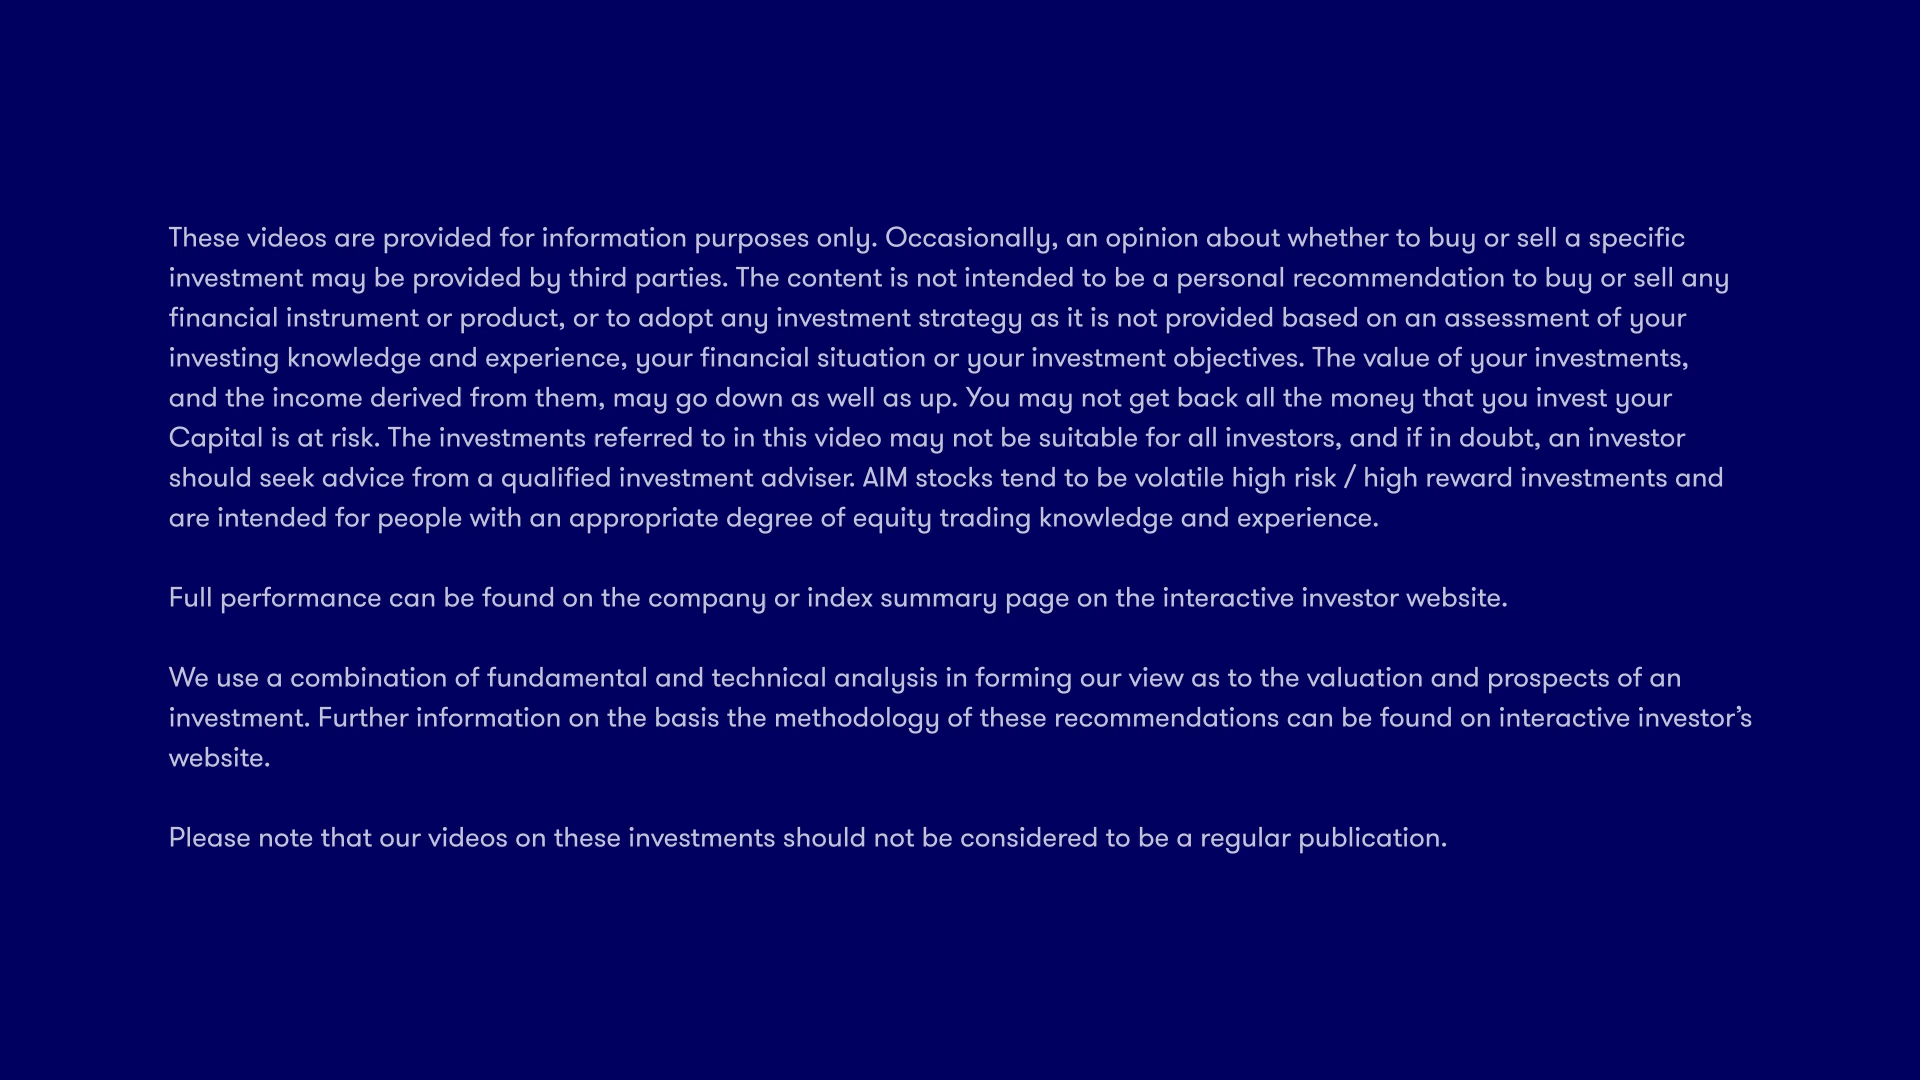 These videos are provided for information purposes only. Occasionally, an opinion about whether to buy or sell a specific
investment may be provided by third parties. The content is not intended to be a personal recommendation to buy or sell any
financial instrument or product, or to adopt any investment strategy as it is not provided based on an assessment of your
investing knowledge and experience, your financial situation or your investment objectives. The value of your investments,
and the income derived from them, may go down as well as up. You may not get back all the money that you invest your
Capital is at risk. The investments referred to in this video may not be suitable for all investors, and if in doubt, an investor
should seek advice from a qualified investment adviser. AIM stocks tend to be volatile high risk / high reward investments and
are intended for people with an appropriate degree of equity trading knowledge and experience.
Full performance can be found on the company or index summary page on the interactive investor website.
We use a combination of fundamental and technical analysis in forming our view as to the valuation and prospects of an
investment. Further information on the basis the methodology of these recommendations can be found on interactive investor’s
website.
Please note that our videos on these investments should not be considered to be a regular publication.